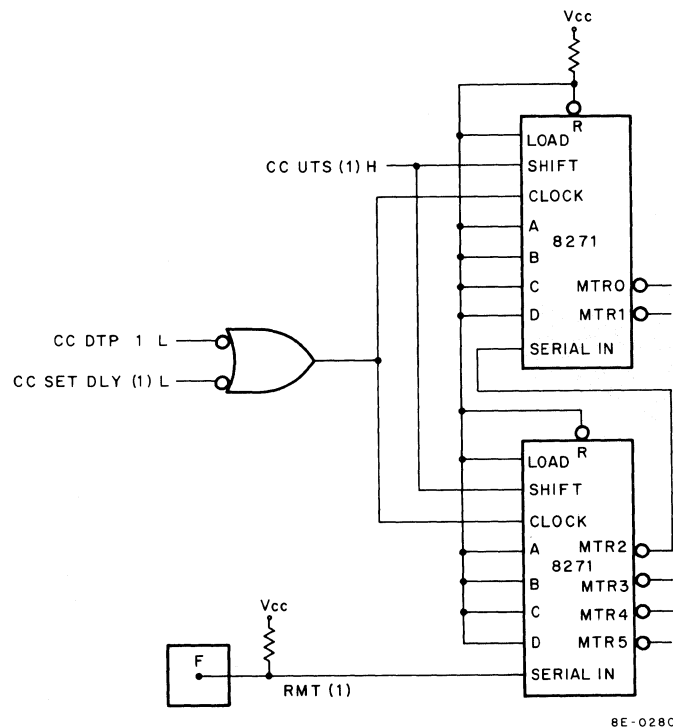 Vcc
R
LOAD
CC UTS (1) H
SHIFT
CLOCK
A
8271
B
C
MTR0
D
MTR1
SERIAL IN
CC DTP 1 L
CC SET DLY (1) L
R
LOAD
SHIFT
CLOCK
A
MTR2
8271
B
MTR3
C
MTR4
D
MTR5
Vcc
F
RMT (1)
SERIAL IN
8E-0280